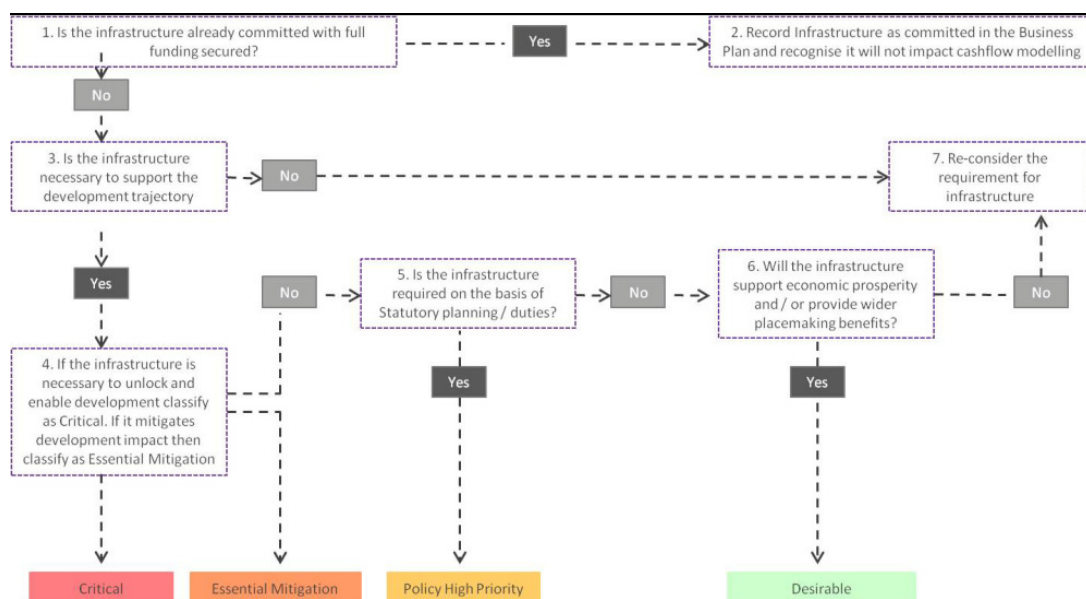 1. Is the infrastructure already committed with full
funding secured?
Yes
2. Record Infrastructure as committed in the Business
Plan and recognise it will not impact cashflow modelling
No
3. Is the infrastructure
necessary to support the
development trajectory
No
7. Re-consider the
requirement for
infrastructure
Yes
No
5. Is the infrastructure
required on the basis of
Statutory planning / duties?
No
6. Will the infrastructure
support economic prosperity
and / or provide wider
placemaking benefits?
No
4. If the infrastructure is
necessary to unlock and
enable development classify
as Critical. If it mitigates
development impact then
classify as Essential Mitigation
Yes
Yes
Critical
Essential Mitigation
Policy High Priority
Desirable